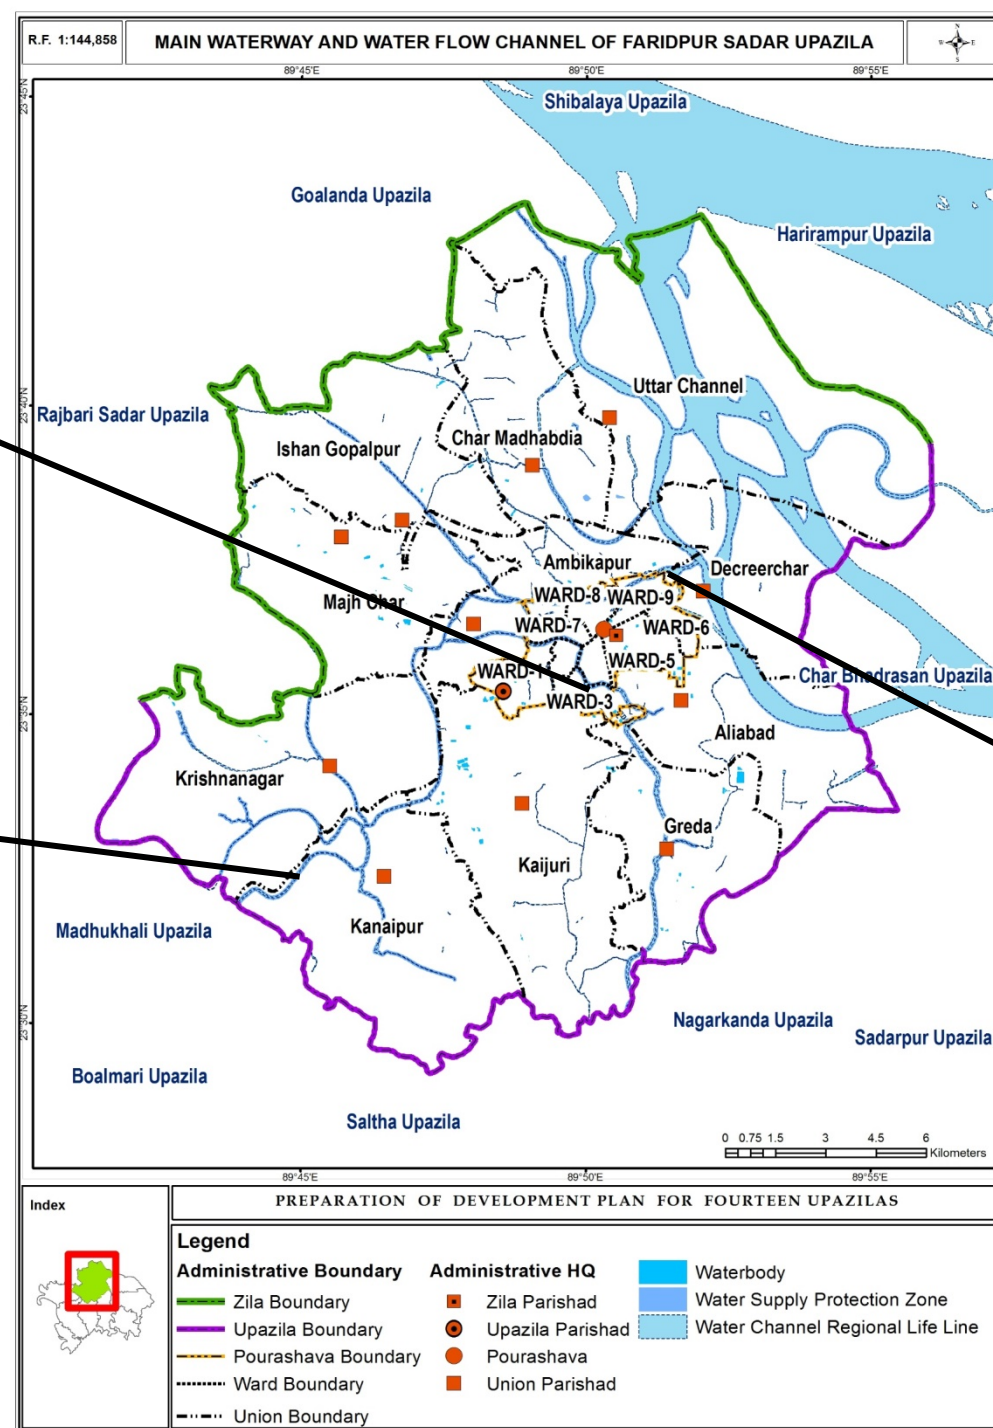 R.F. 1:144,858
MAIN WATERWAY AND WATER FLOW CHANNEL OF FARIDPUR SADAR UPAZILA
N
W E
S
89°45'E 89°50'E 89°55'E
23°45'N
Shibalaya Upazila
Goalanda Upazila
Harirampur Upazila
23°40'N
Uttar Channel
Rajbari Sadar Upazila
Char Madhabdia
Ishan Gopalpur
Ambikapur
Decreerchar
WARD-8 WARD-9
Majh Char
WARD-7
WARD-6
WARD-5
WARD-1
Char Bhadrasan Upazila
WARD-3
23°35'N
Aliabad
Krishnanagar
Greda
Kaijuri
Kanaipur
Madhukhali Upazila
23°30'N
Nagarkanda Upazila
Sadarpur Upazila
Boalmari Upazila
Saltha Upazila
0 0.75 1.5 3 4.5 6
Kilometers
89°45'E 89°50'E 89°55'E
Index
PREPARATION OF DEVELOPMENT PLAN FOR FOURTEEN UPAZILAS
Legend
Administrative Boundary
Zila Boundary
Upazila Boundary
Pourashava Boundary
Ward Boundary
Union Boundary
Administrative HQ
Zila Parishad
Upazila Parishad
Pourashava
Union Parishad
Waterbody
Water Supply Protection Zone
Water Channel Regional Life Line